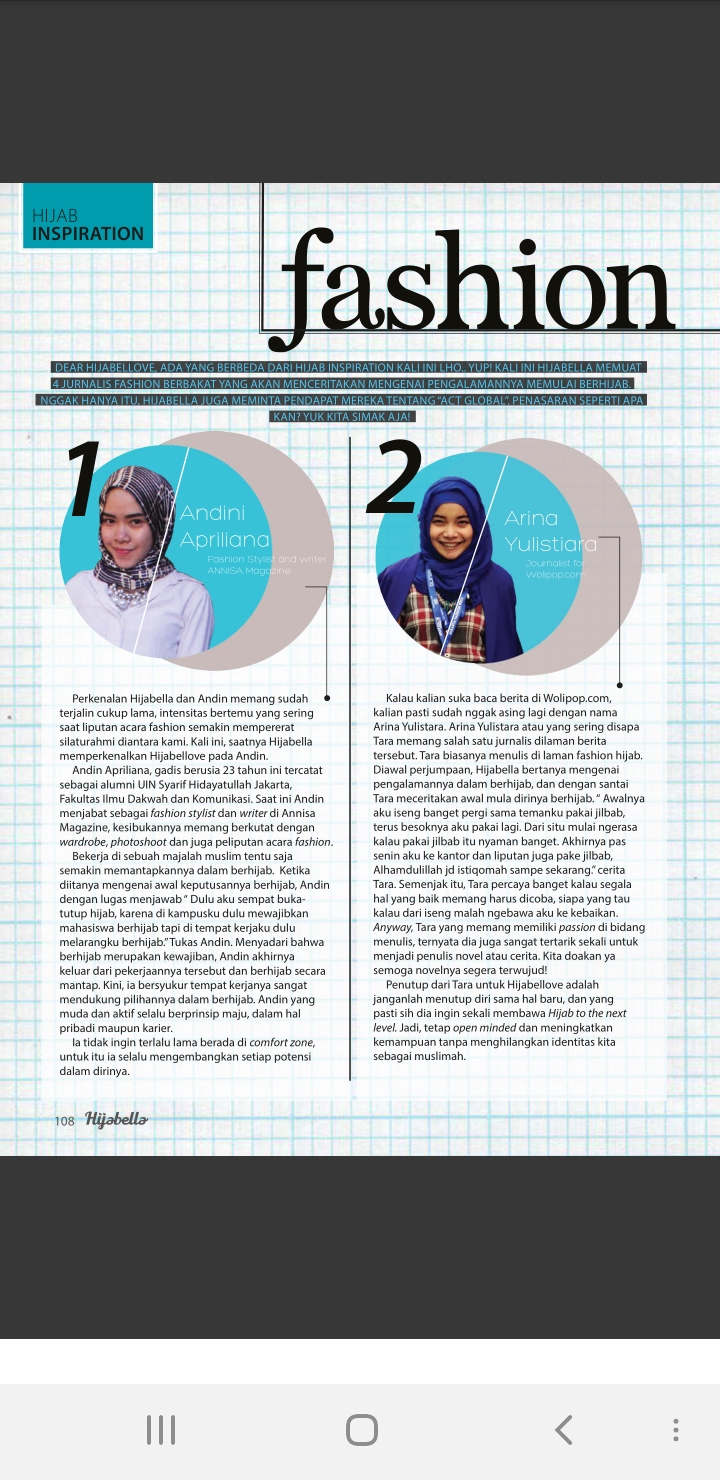 HIJAB
INSPIRATION
fashion
DEAR HIJABELLOVE, ADA YANG BERBEDA DARI HIJAB INSPIRATION KALI INI LHO.. YUP! KALI INI HIJABELLA MEMUAT
4 JURNALIS FASHION BERBAKAT YANG AKAN MENCERITAKAN MENGENAI PENGALAMANNYA MEMULAI BERHIJAB.
NGGAK HANYA ITU, HIJABELLA JUGA MEMINTA PENDAPAT MEREKA TENTANG “ACT GLOBAL”. PENASARAN SEPERTI APA
KAN? YUK KITA SIMAK AJA!
1
Andini
Apriliana
Fashion Stylist and writer
ANNISA Magazine
Perkenalan Hijabella dan Andin memang sudah
terjalin cukup lama, intensitas bertemu yang sering
saat liputan acara fashion semakin mempererat
silaturahmi diantara kami. Kali ini, saatnya Hijabella
memperkenalkan Hijabellove pada Andin.
Andin Apriliana, gadis berusia 23 tahun ini tercatat
sebagai alumni UIN Syarif Hidayatullah Jakarta,
Fakultas Ilmu Dakwah dan Komunikasi. Saat ini Andin
menjabat sebagai fashion stylist dan writer di Annisa
Magazine, kesibukannya memang berkutat dengan
wardrobe, photoshoot dan juga peliputan acara fashion.
Bekerja di sebuah majalah muslim tentu saja
semakin memantapkannya dalam berhijab. Ketika
diitanya mengenai awal keputusannya berhijab, Andin
dengan lugas menjawab “ Dulu aku sempat buka-
tutup hijab, karena di kampusku dulu mewajibkan
mahasiswa berhijab tapi di tempat kerjaku dulu
melarangku berhijab.” Tukas Andin. Menyadari bahwa
berhijab merupakan kewajiban, Andin akhirnya
keluar dari pekerjaannya tersebut dan berhijab secara
mantap. Kini, ia bersyukur tempat kerjanya sangat
mendukung pilihannya dalam berhijab. Andin yang
muda dan aktif selalu berprinsip maju, dalam hal
pribadi maupun karier.
Ia tidak ingin terlalu lama berada di comfort zone,
untuk itu ia selalu mengembangkan setiap potensi
dalam dirinya.
2
Arina
Yulistiara
Journalist for
Wolipop.com
Kalau kalian suka baca berita di Wolipop.com,
kalian pasti sudah nggak asing lagi dengan nama
Arina Yulistara. Arina Yulistara atau yang sering disapa
Tara memang salah satu jurnalis dilaman berita
tersebut. Tara biasanya menulis di laman fashion hijab.
Diawal perjumpaan, Hijabella bertanya mengenai
pengalamannya dalam berhijab, dan dengan santai
Tara meceritakan awal mula dirinya berhijab. “ Awalnya
aku iseng banget pergi sama temanku pakai jilbab,
terus besoknya aku pakai lagi. Dari situ mulai ngerasa
kalau pakai jilbab itu nyaman banget. Akhirnya pas
senin aku ke kantor dan liputan juga pake jilbab,
Alhamdulillah jd istiqomah sampe sekarang.” cerita
Tara. Semenjak itu, Tara percaya banget kalau segala
hal yang baik memang harus dicoba, siapa yang tau
kalau dari iseng malah ngebawa aku ke kebaikan.
Anyway, Tara yang memang memiliki passion di bidang
menulis, ternyata dia juga sangat tertarik sekali untuk
menjadi penulis novel atau cerita. Kita doakan ya
semoga novelnya segera terwujud!
Penutup dari Tara untuk Hijabellove adalah
janganlah menutup diri sama hal baru, dan yang
pasti sih dia ingin sekali membawa Hijab to the next
level. Jadi, tetap open minded dan meningkatkan
kemampuan tanpa menghilangkan identitas kita
sebagai muslimah.
108 Hijabella